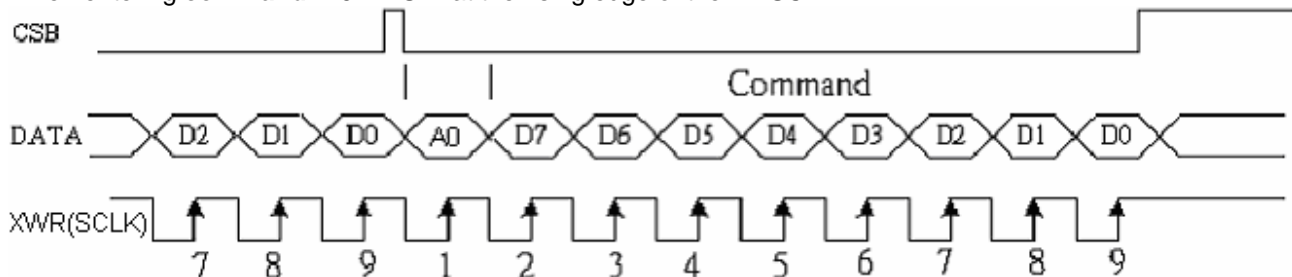 CSB
Command
DATA D2 D1 D0 A0 D7 D6 D5 D4 D3 D2 D1 D0
XWR(SCLK)
7 8 9 1 2 3 4 5 6 7 8 9